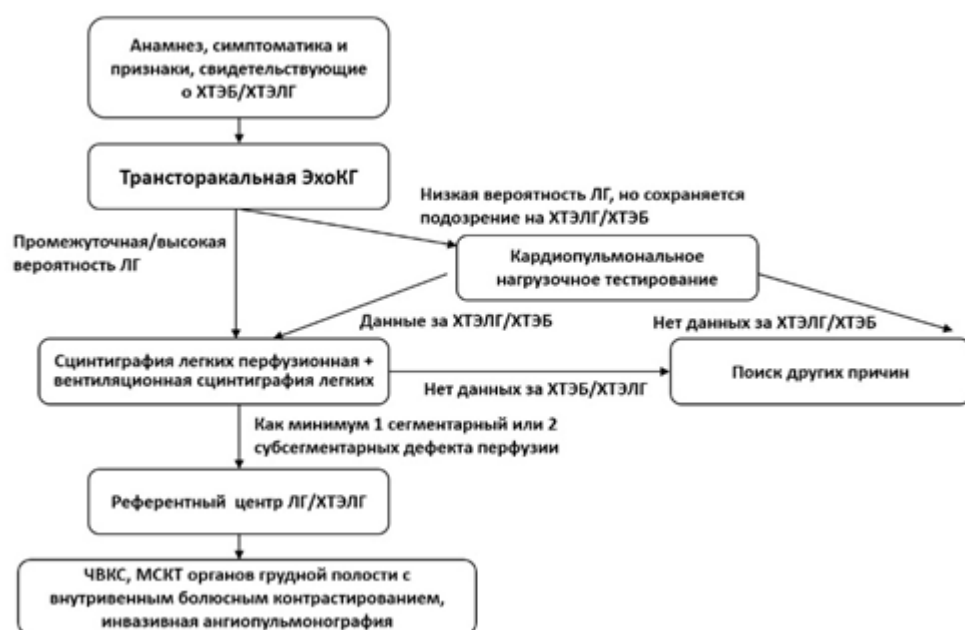 Анамнез, симптоматика и
признаки, свидетельствующие
о ХТЭБ/ХТЭЛГ
Трансторакальная ЭхоКГ
Низкая вероятность ЛГ, но сохраняется
подозрение на ХТЭЛГ/ХТЭБ
Промежуточная/высокая
вероятность ЛГ
Кардиопульмональное
нагрузочное тестирование
Данные за ХТЭЛГ/ХТЭБ
Нет данных за ХТЭЛГ/ХТЭБ
Сцинтиграфия легких перфузионная +
вентиляционная сцинтиграфия легких
Нет данных за ХТЭБ/ХТЭЛГ
Поиск других причин
Как минимум 1 сегментарный или 2
субсегментарных дефекта перфузии
Референтный центр ЛГ/ХТЭЛГ
ЧВКС, МСКТ органов грудной полости с
внутривенным болюсным контрастированием,
инвазивная ангиопульмонография